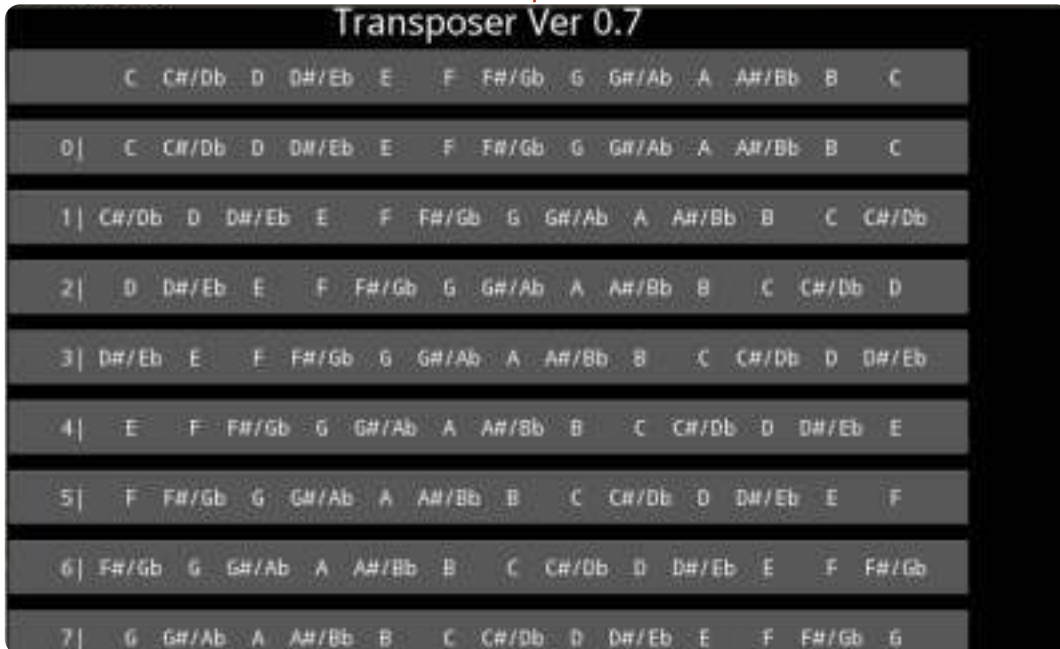 Transposer Ver 0.7
C C#/Db D D#/Eb E F F#/Gb G G#/Ab A A#/Bb B C
0| C C#/Db D D#/Eb E F F#/Gb G G#/Ab A A#/Bb B C
1| C#/Db D D#/Eb E F F#/Gb G G#/Ab A A#/Bb B C C#/Db
2| D D#/Eb E F F#/Gb G G#/Ab A A#/Bb B C C#/Db D
3| D#/Eb E F F#/Gb G G#/Ab A A#/Bb B C C#/Db D D#/Eb
4| E F F#/Gb G G#/Ab A A#/Bb B C C#/Db D D#/Eb E
5| F F#/Gb G G#/Ab A A#/Bb B C C#/Db D D#/Eb E F
6| F#/Gb G G#/Ab A A#/Bb B C C#/Db D D#/Eb E F F#/Gb
7| G G#/Ab A A#/Bb B C C#/Db D D#/Eb E F F#/Gb G